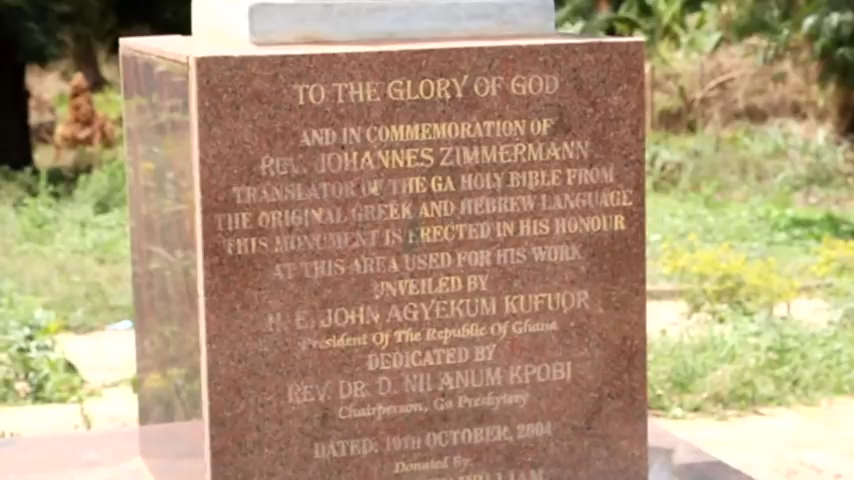 TO THE GLORY OF GOD
AND IN COMMEMORATION OF
REV. JOHANNES ZIMMERMANN
TRANSLATOR OF THE GA HOLY BIBLE FROM
THE ORIGINAL GREEK AND HEBREW LANGUAGE
THIS MONUMENT IS ERECTED IN HIS HONOUR
AT THIS AREA USED FOR HIS WORK
UNVEILED BY
H. E. JOHN AGYEKUM KUFUOR
President Of The Republic Of Ghana
DEDICATED BY
REV. DR. D. NII ANUM KPOBI
Chairperson, Ga Presbytery
DATED: 10TH OCTOBER, 2004
Donated By: